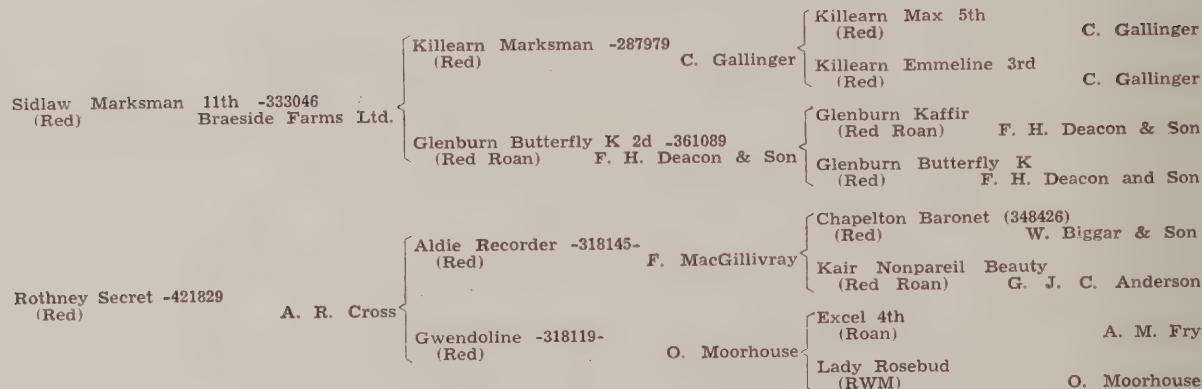 Sidlaw Marksman 11th -333046
(Red) Braeside Farms Ltd.
Killearn Marksman -287979
(Red) C. Gallinger
Killearn Max 5th
(Red) C. Gallinger
Killearn Emmeline 3rd
(Red) C. Gallinger
Glenburn Butterfly K 2d -361089
(Red Roan) F. H. Deacon & Son
Glenburn Kaffir
(Red Roan) F. H. Deacon & Son
Glenburn Butterfly K
(Red) F. H. Deacon and Son
Rothney Secret -421829
(Red) A. R. Cross
Aldie Recorder -318145-
(Red) F. MacGillivray
Chapelton Baronet (348426)
(Red) W. Biggar & Son
Kair Nonpareil Beauty
(Red Roan) G. J. C. Anderson
Gwendoline -318119-
(Red) O. Moorhouse
Excel 4th
(Roan) A. M. Fry
Lady Rosebud
(RWM) O. Moorhouse